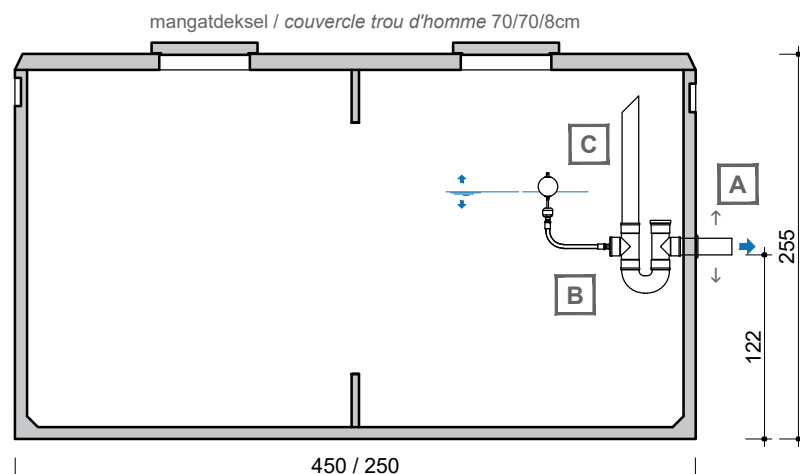 mangatdeksel / couvercle trou d'homme 70/70/8cm
C
A
B
255
122
450 / 250